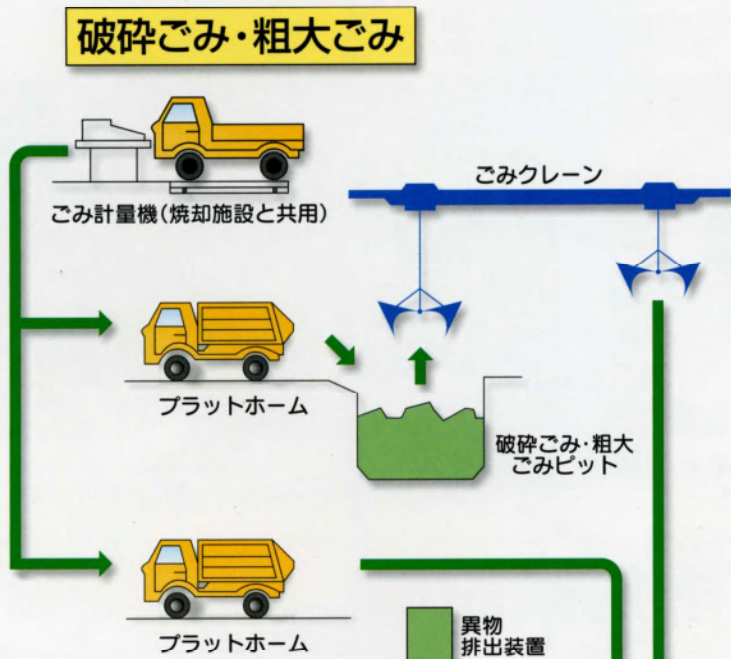 破砕ごみ・粗大ごみ
ごみ計量機(焼却施設と共用)
ごみクレーン
プラットホーム
破砕ごみ・粗大
ごみピット
プラットホーム
異物
排出装置